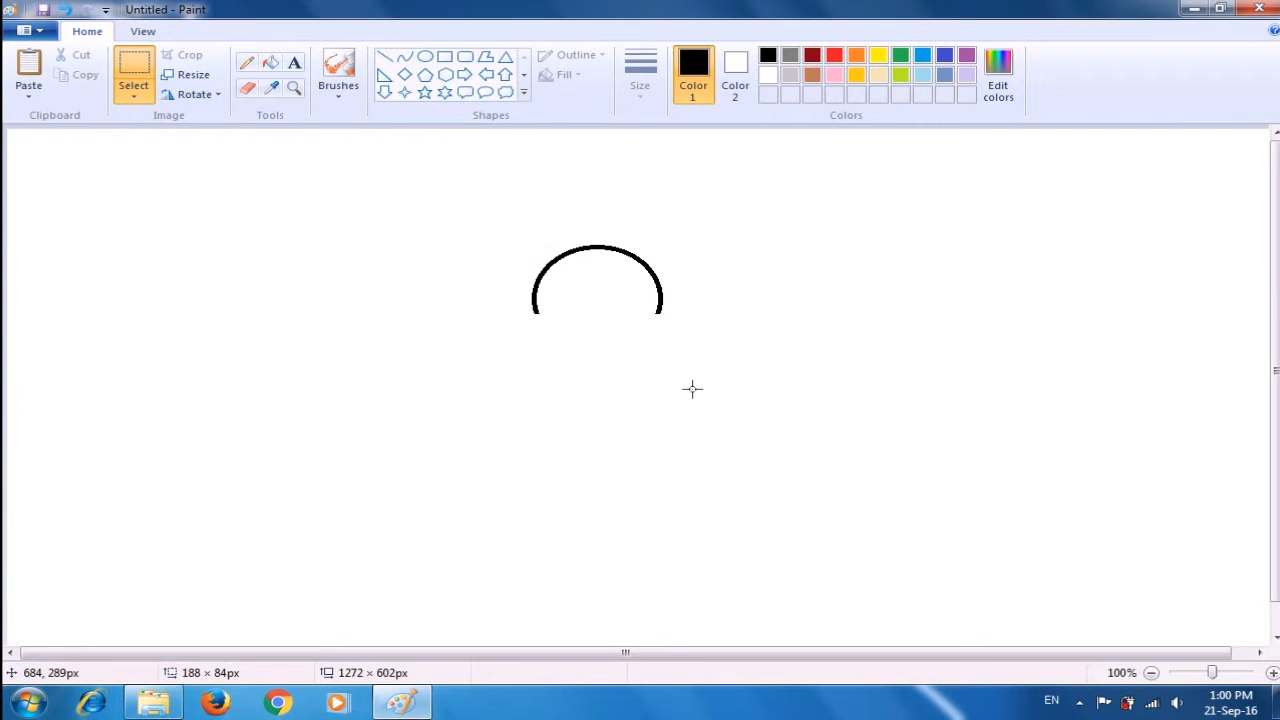 Untitled - Paint
Home View
Cut
Copy
Paste
Clipboard
Select
Crop
Resize
Rotate
Image
Tools
Brushes
Shapes
Outline
Fill
Size
Color 1
Color 2
Edit colors
Colors
684, 289px
188 × 84px
1272 × 602px
100%
EN
1:00 PM
21-Sep-16